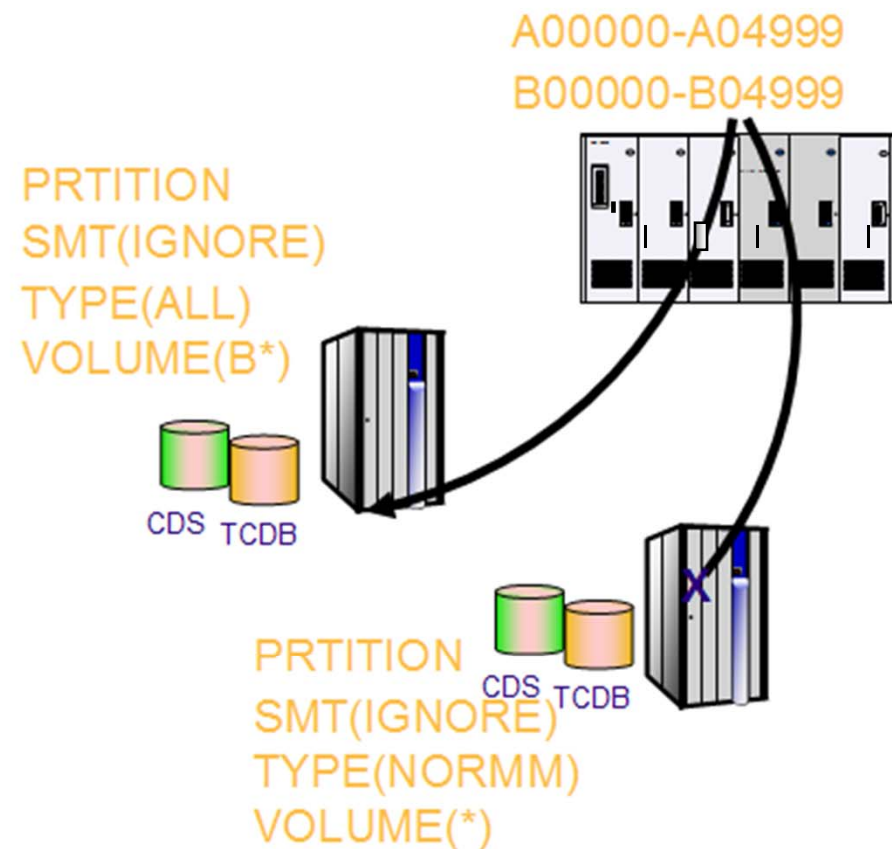 A00000-A04999
B00000-B04999
PRTITION
SMT(IGNORE)
TYPE(ALL)
VOLUME(B*)
CDS
TCDB
X
PRTITION
SMT(IGNORE)
TYPE(NORMM)
VOLUME(*)
CDS
TCDB